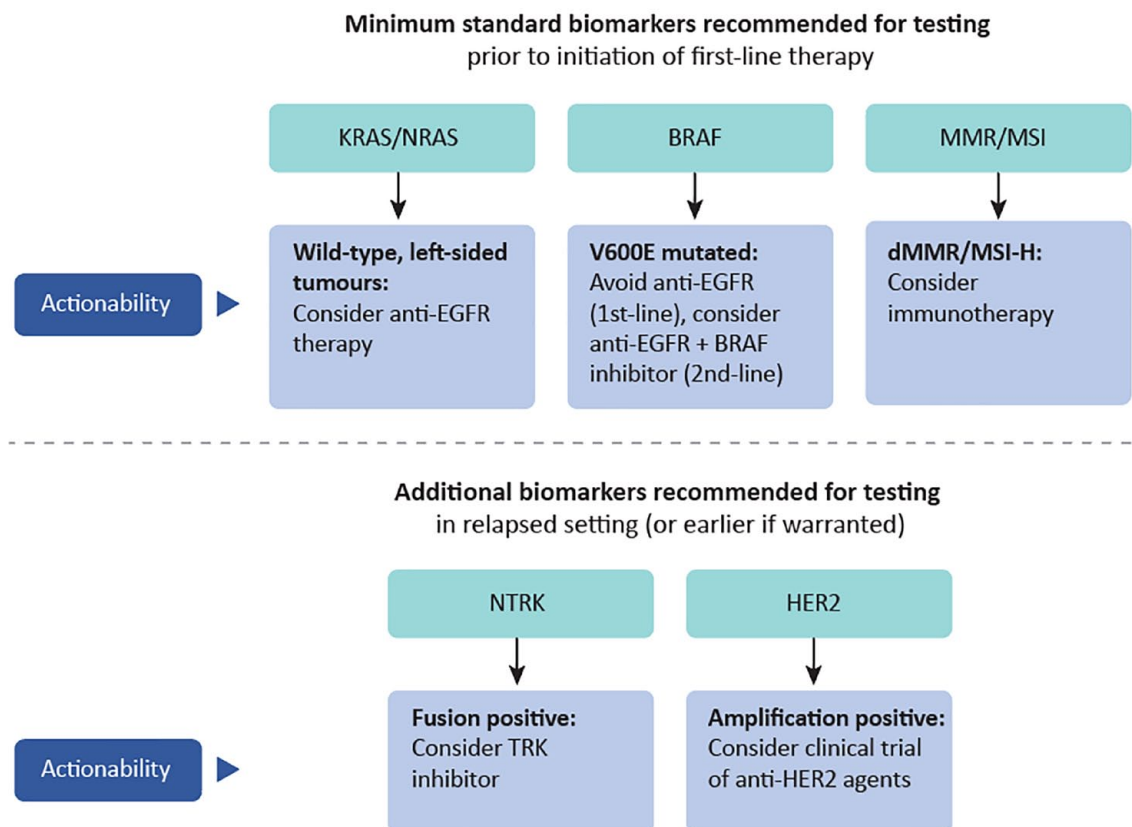 Minimum standard biomarkers recommended for testing
prior to initiation of first-line therapy
KRAS/NRAS
BRAF
MMR/MSI
Actionability
Wild-type, left-sided
tumours:
Consider anti-EGFR
therapy
V600E mutated:
Avoid anti-EGFR
(1st-line), consider
anti-EGFR + BRAF
inhibitor (2nd-line)
dMMR/MSI-H:
Consider
immunotherapy
Additional biomarkers recommended for testing
in relapsed setting (or earlier if warranted)
NTRK
HER2
Actionability
Fusion positive:
Consider TRK
inhibitor
Amplification positive:
Consider clinical trial
of anti-HER2 agents